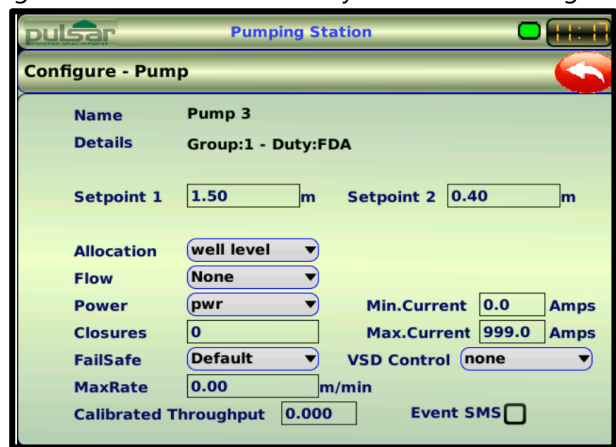 pulsar Pumping Station 11:17
Configure - Pump
Name Pump 3
Details Group:1 - Duty:FDA
Setpoint 1 1.50 m Setpoint 2 0.40 m
Allocation well level
Flow None
Power pwr Min.Current 0.0 Amps
Closures 0 Max.Current 999.0 Amps
FailSafe Default VSD Control none
MaxRate 0.00 m/min
Calibrated Throughput 0.000 Event SMS